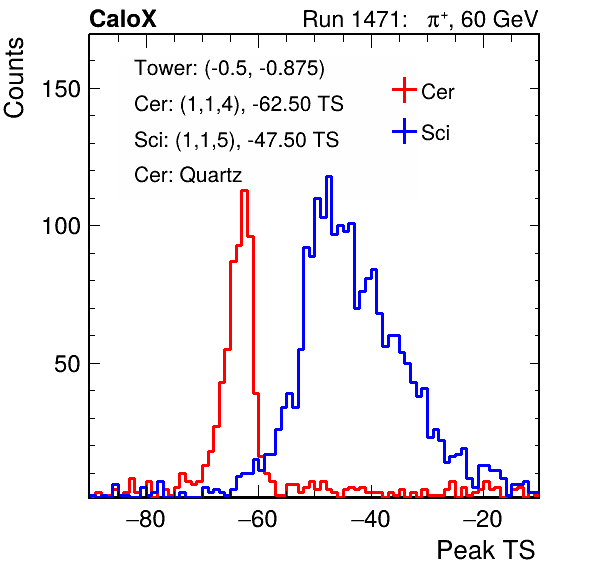 CaloX Run 1471: π⁺, 60 GeV
Counts
Tower: (-0.5, -0.875)
Cer: (1,1,4), -62.50 TS
Sci: (1,1,5), -47.50 TS
Cer: Quartz
Cer
Sci
150
100
50
−80 −60 −40 −20
Peak TS